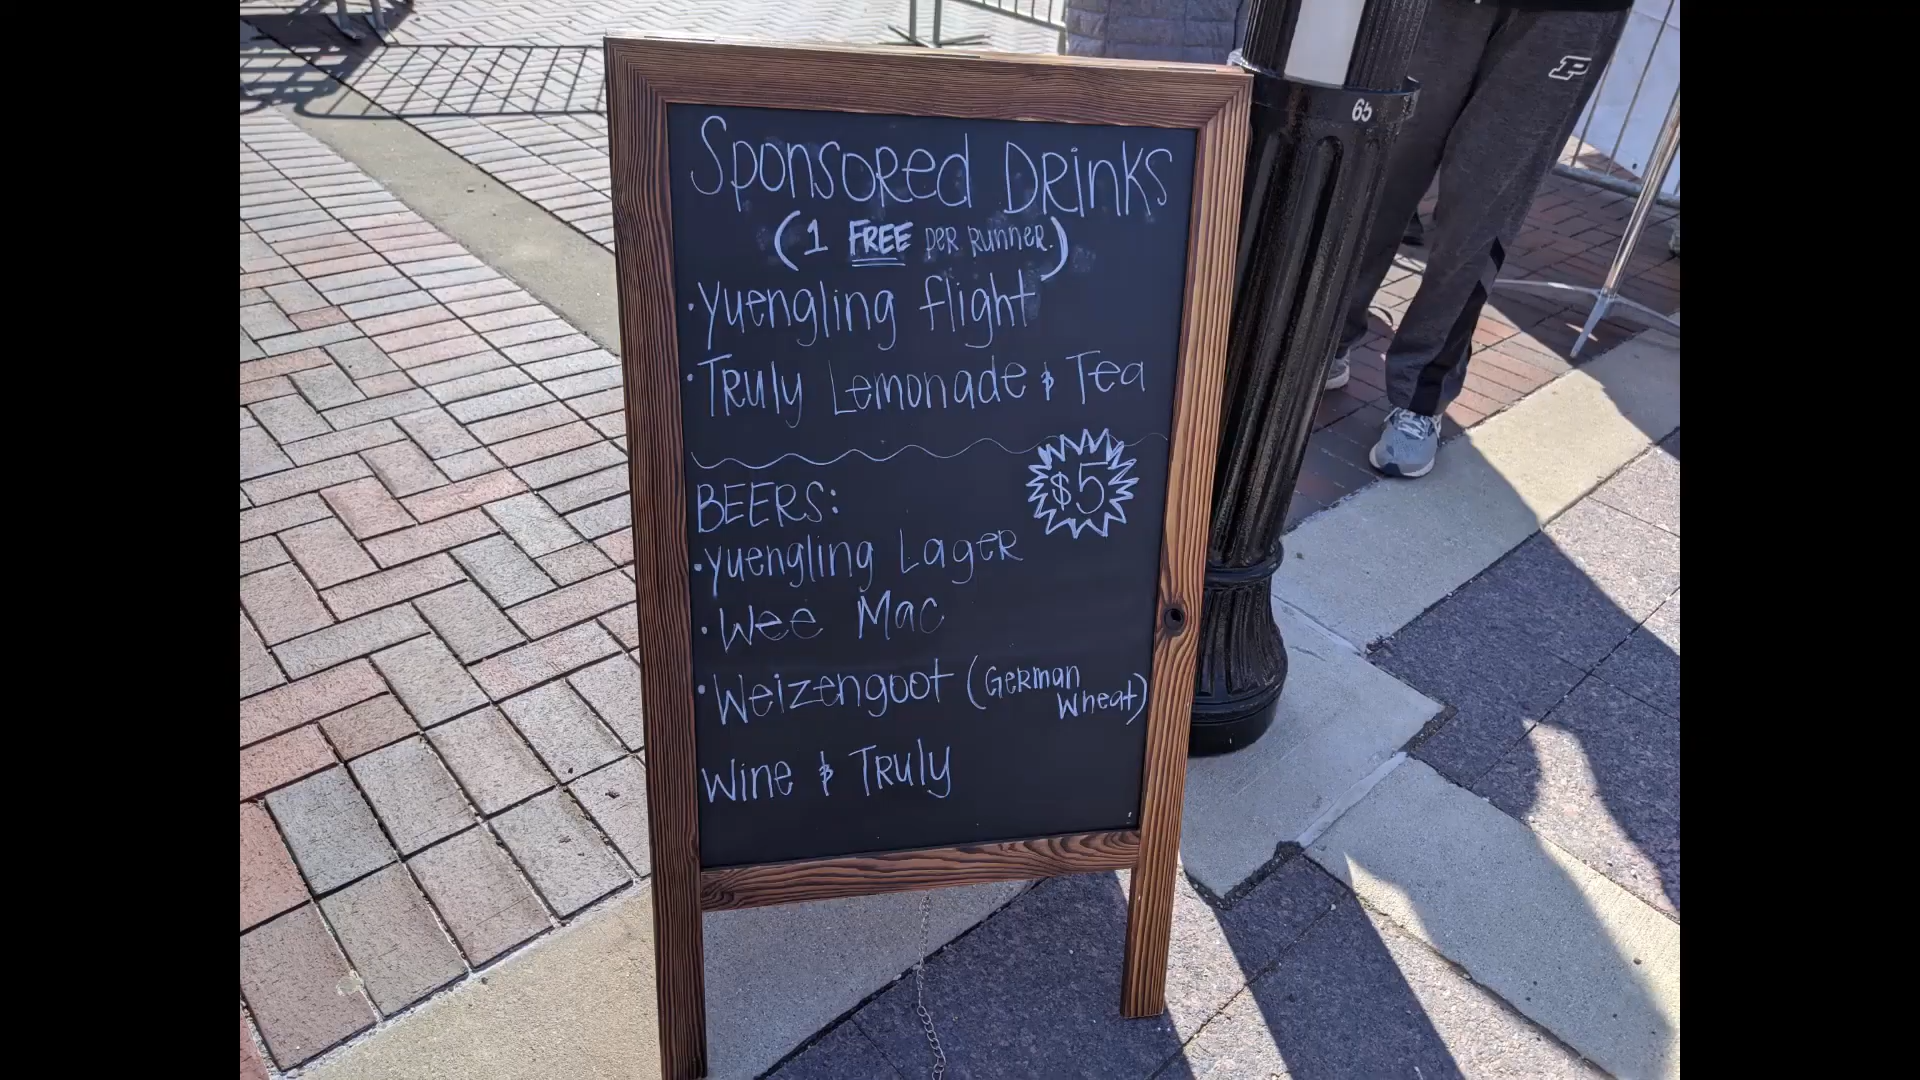 Sponsored Drinks
(1 FREE per runner.)
• Yuengling flight
• Truly Lemonade & Tea
$5
BEERS:
• Yuengling Lager
• Wee Mac
• Weizengoot (German Wheat)
Wine & Truly
65
P